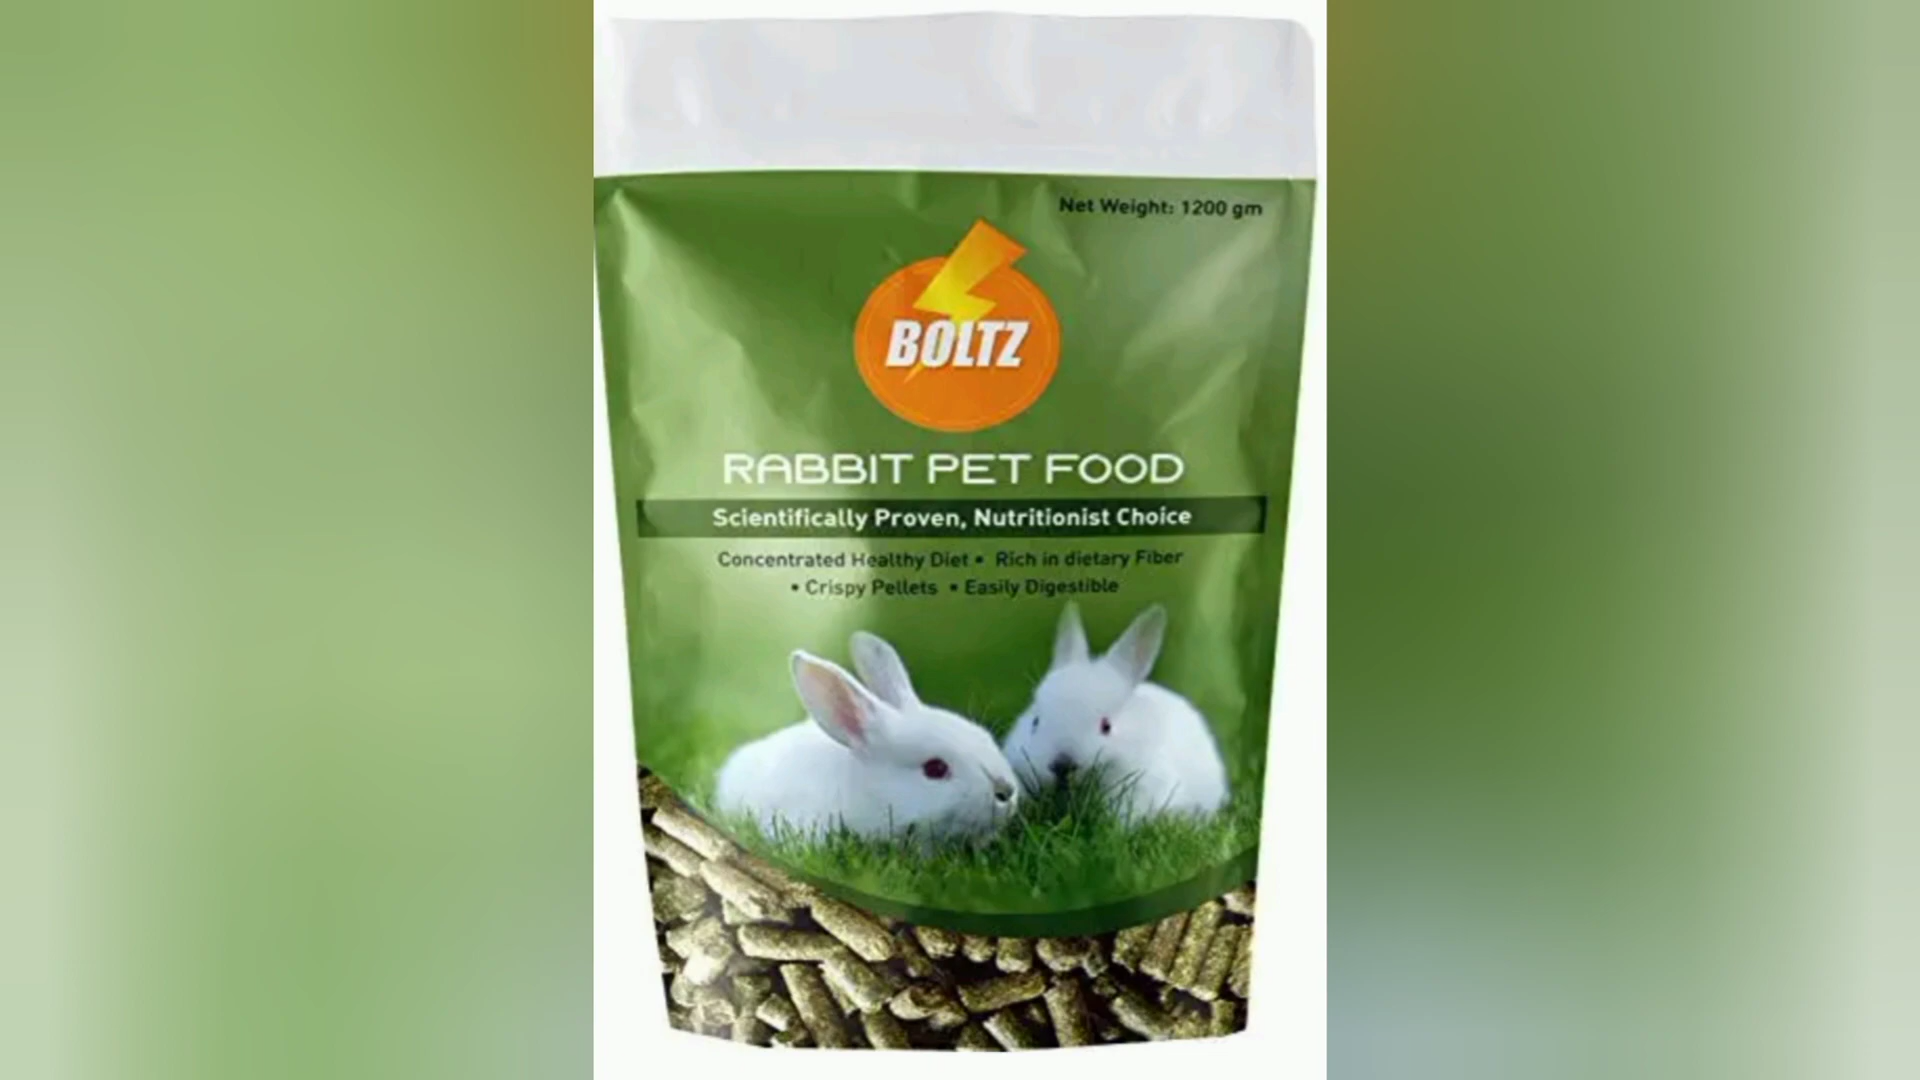 Net Weight: 1200 gm
BOLTZ
RABBIT PET FOOD
Scientifically Proven, Nutritionist Choice
Concentrated Healthy Diet • Rich in dietary Fiber
• Crispy Pellets • Easily Digestible